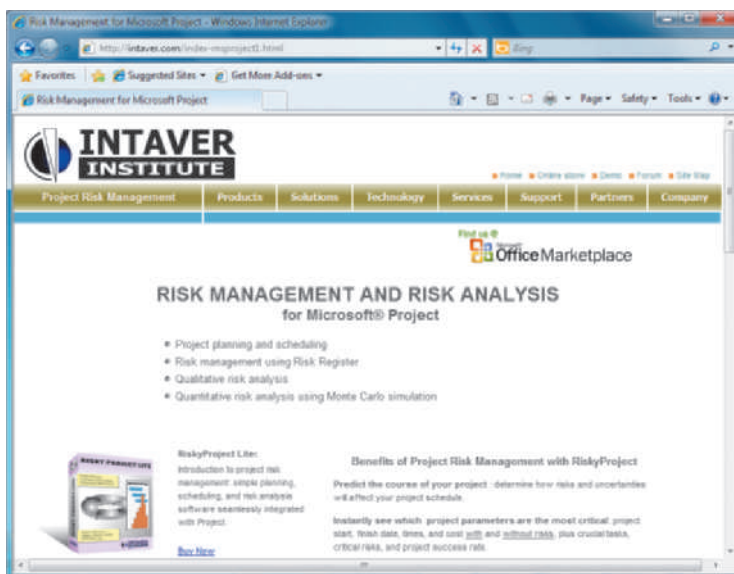 Risk Management for Microsoft Project - Windows Internet Explorer
http://intaver.com/index-msproject1.html
Bing
Favorites Suggested Sites Get More Add-ons
Risk Management for Microsoft Project
Page Safety Tools
INTAVER
INSTITUTE
Home Online store Demo Forum Site Map
Project Risk Management Products Solutions Technology Services Support Partners Company
Find us @
Microsoft
Office Marketplace
RISK MANAGEMENT AND RISK ANALYSIS
for Microsoft® Project
Project planning and scheduling
Risk management using Risk Register
Qualitative risk analysis
Quantitative risk analysis using Monte Carlo simulation
RISKY PROJECT LITE
RiskyProject Lite:
Introduction to project risk
management: simple planning,
scheduling, and risk analysis
software seamlessly integrated
with Project.
Buy Now
Benefits of Project Risk Management with RiskyProject
Predict the course of your project : determine how risks and uncertainties
will affect your project schedule.
Instantly see which project parameters are the most critical: project
start, finish date, times, and cost with and without risks, plus crucial tasks,
critical risks, and project success rate.